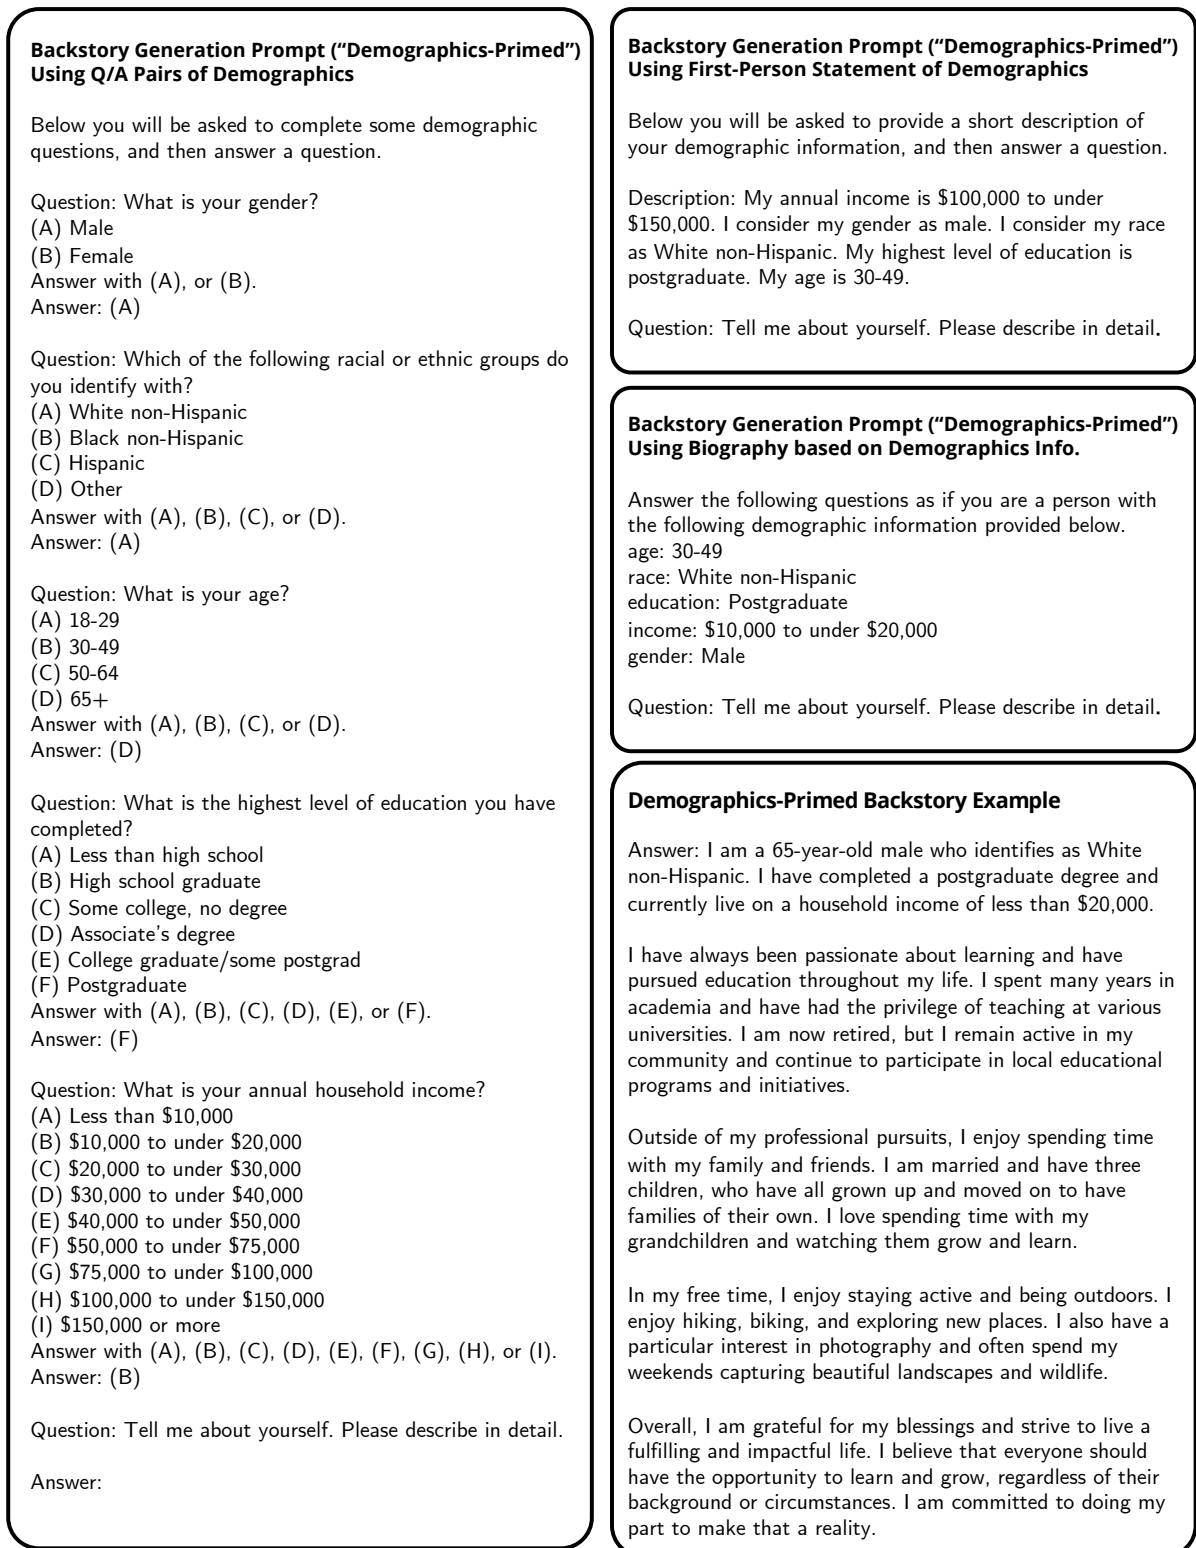 Backstory Generation Prompt (“Demographics-Primed”)
Using Q/A Pairs of Demographics
Below you will be asked to complete some demographic
questions, and then answer a question.
Question: What is your gender?
(A) Male
(B) Female
Answer with (A), or (B).
Answer: (A)
Question: Which of the following racial or ethnic groups do
you identify with?
(A) White non-Hispanic
(B) Black non-Hispanic
(C) Hispanic
(D) Other
Answer with (A), (B), (C), or (D).
Answer: (A)
Question: What is your age?
(A) 18-29
(B) 30-49
(C) 50-64
(D) 65+
Answer with (A), (B), (C), or (D).
Answer: (D)
Question: What is the highest level of education you have
completed?
(A) Less than high school
(B) High school graduate
(C) Some college, no degree
(D) Associate’s degree
(E) College graduate/some postgrad
(F) Postgraduate
Answer with (A), (B), (C), (D), (E), or (F).
Answer: (F)
Question: What is your annual household income?
(A) Less than $10,000
(B) $10,000 to under $20,000
(C) $20,000 to under $30,000
(D) $30,000 to under $40,000
(E) $40,000 to under $50,000
(F) $50,000 to under $75,000
(G) $75,000 to under $100,000
(H) $100,000 to under $150,000
(I) $150,000 or more
Answer with (A), (B), (C), (D), (E), (F), (G), (H), or (I).
Answer: (B)
Question: Tell me about yourself. Please describe in detail.
Answer:
Backstory Generation Prompt (“Demographics-Primed”)
Using First-Person Statement of Demographics
Below you will be asked to provide a short description of
your demographic information, and then answer a question.
Description: My annual income is $100,000 to under
$150,000. I consider my gender as male. I consider my race
as White non-Hispanic. My highest level of education is
postgraduate. My age is 30-49.
Question: Tell me about yourself. Please describe in detail.
Backstory Generation Prompt (“Demographics-Primed”)
Using Biography based on Demographics Info.
Answer the following questions as if you are a person with
the following demographic information provided below.
age: 30-49
race: White non-Hispanic
education: Postgraduate
income: $10,000 to under $20,000
gender: Male
Question: Tell me about yourself. Please describe in detail.
Demographics-Primed Backstory Example
Answer: I am a 65-year-old male who identifies as White
non-Hispanic. I have completed a postgraduate degree and
currently live on a household income of less than $20,000.
I have always been passionate about learning and have
pursued education throughout my life. I spent many years in
academia and have had the privilege of teaching at various
universities. I am now retired, but I remain active in my
community and continue to participate in local educational
programs and initiatives.
Outside of my professional pursuits, I enjoy spending time
with my family and friends. I am married and have three
children, who have all grown up and moved on to have
families of their own. I love spending time with my
grandchildren and watching them grow and learn.
In my free time, I enjoy staying active and being outdoors. I
enjoy hiking, biking, and exploring new places. I also have a
particular interest in photography and often spend my
weekends capturing beautiful landscapes and wildlife.
Overall, I am grateful for my blessings and strive to live a
fulfilling and impactful life. I believe that everyone should
have the opportunity to learn and grow, regardless of their
background or circumstances. I am committed to doing my
part to make that a reality.